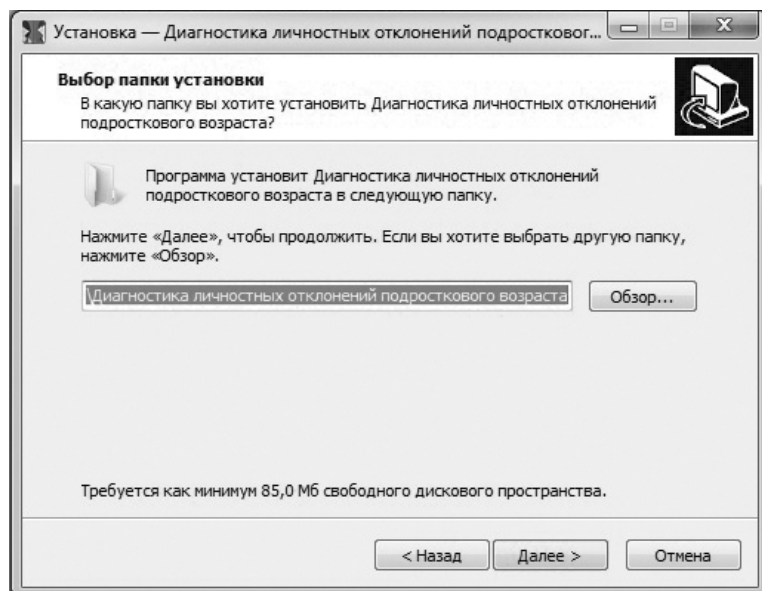 Установка — Диагностика личностных отклонений подростковог...
Выбор папки установки
В какую папку вы хотите установить Диагностика личностных отклонений
подросткового возраста?
Программа установит Диагностика личностных отклонений
подросткового возраста в следующую папку.
Нажмите «Далее», чтобы продолжить. Если вы хотите выбрать другую папку,
нажмите «Обзор».
\Диагностика личностных отклонений подросткового возраста
Обзор...
Требуется как минимум 85,0 Мб свободного дискового пространства.
< Назад
Далее >
Отмена